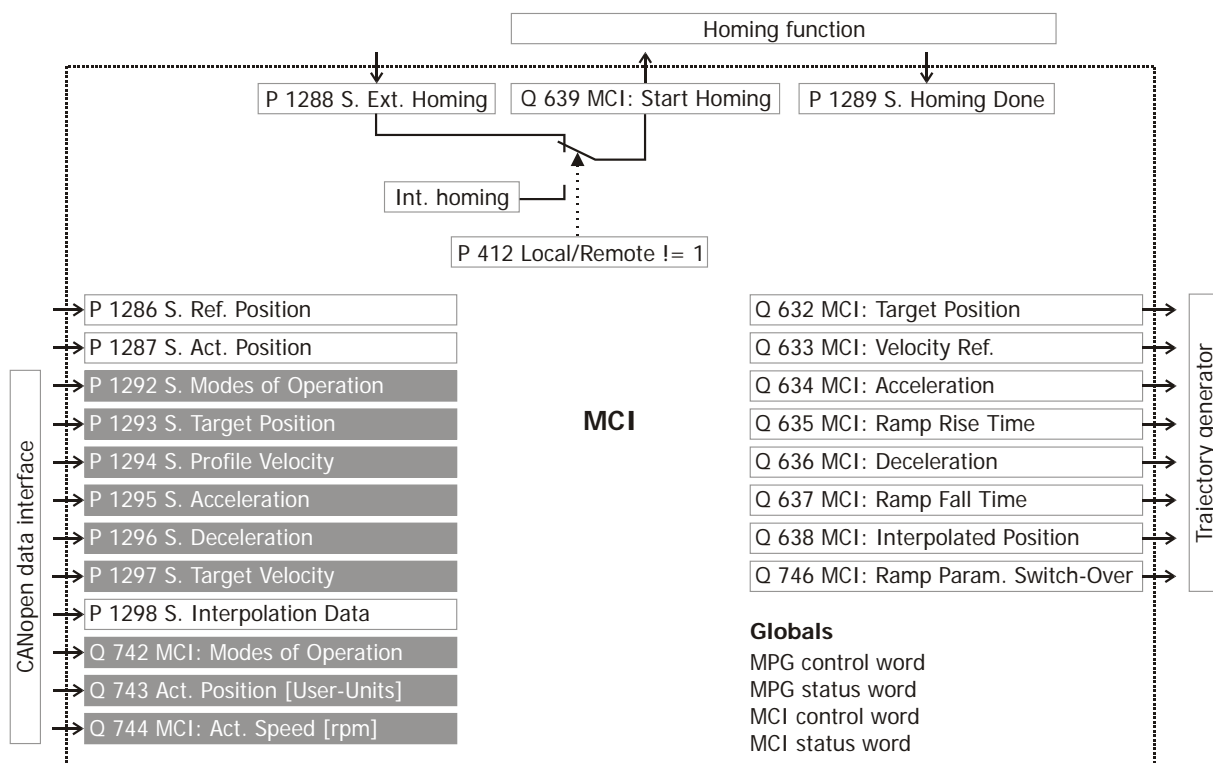 Homing function
P 1288 S. Ext. Homing
Q 639 MCI: Start Homing
P 1289 S. Homing Done
Int. homing
P 412 Local/Remote != 1
CANopen data interface
P 1286 S. Ref. Position
P 1287 S. Act. Position
P 1292 S. Modes of Operation
P 1293 S. Target Position
P 1294 S. Profile Velocity
P 1295 S. Acceleration
P 1296 S. Deceleration
P 1297 S. Target Velocity
P 1298 S. Interpolation Data
Q 742 MCI: Modes of Operation
Q 743 Act. Position [User-Units]
Q 744 MCI: Act. Speed [rpm]
MCI
Q 632 MCI: Target Position
Q 633 MCI: Velocity Ref.
Q 634 MCI: Acceleration
Q 635 MCI: Ramp Rise Time
Q 636 MCI: Deceleration
Q 637 MCI: Ramp Fall Time
Q 638 MCI: Interpolated Position
Q 746 MCI: Ramp Param. Switch-Over
Trajectory generator
Globals
MPG control word
MPG status word
MCI control word
MCI status word